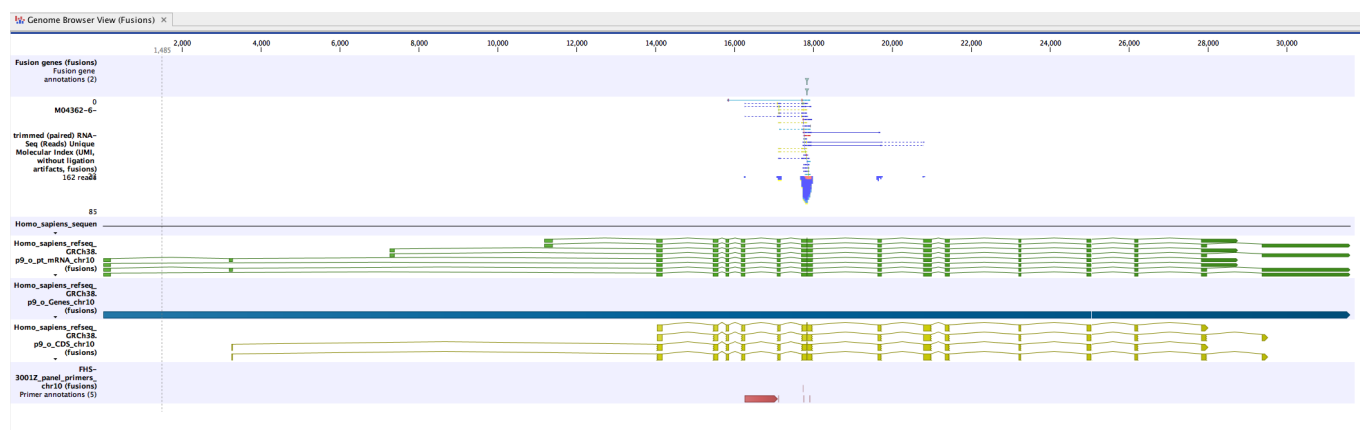 Genome Browser View (Fusions) ×
2,000 4,000 6,000 8,000 10,000 12,000 14,000 16,000 18,000 20,000 22,000 24,000 26,000 28,000 30,000
1,485
Fusion genes (fusions)
Fusion gene
annotations (2)
0
M04362-6-
trimmed (paired) RNA-
Seq (Reads) Unique
Molecular Index (UMI,
without ligation
artifacts, fusions)
162 reads
85
Homo_sapiens_sequen
Homo_sapiens_refseq_
GRCh38.
p9_o_pt_mRNA_chr10
(fusions)
Homo_sapiens_refseq_
GRCh38.
p9_o_Genes_chr10
(fusions)
Homo_sapiens_refseq_
GRCh38.
p9_o_CDS_chr10
(fusions)
FHS-
3001Z_panel_primers_
chr10 (fusions)
Primer annotations (5)